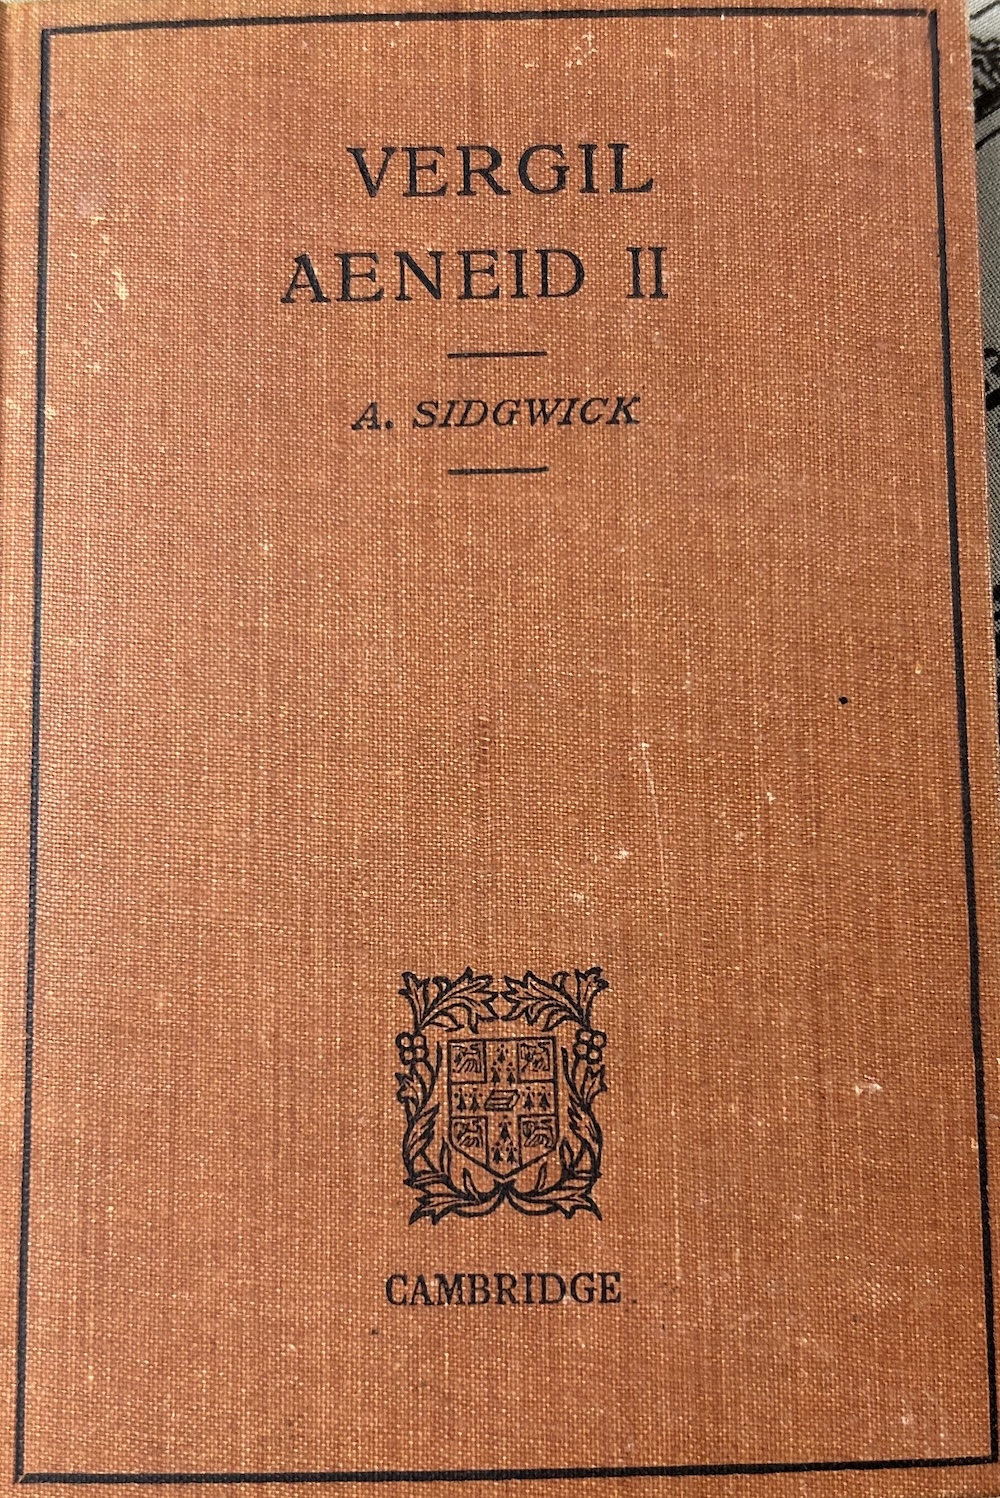 VERGIL
AENEID II
A. SIDGWICK
CAMBRIDGE